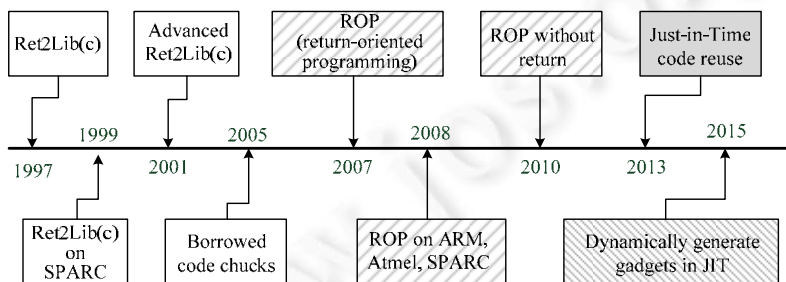 Ret2Lib(c)
Advanced
Ret2Lib(c)
ROP
(return-oriented
programming)
ROP without
return
Just-in-Time
code reuse
1999
2005
2008
2015
1997
2001
2007
2010
2013
Ret2Lib(c)
on
SPARC
Borrowed
code chucks
ROP on ARM,
Atmel, SPARC
Dynamically generate
gadgets in JIT